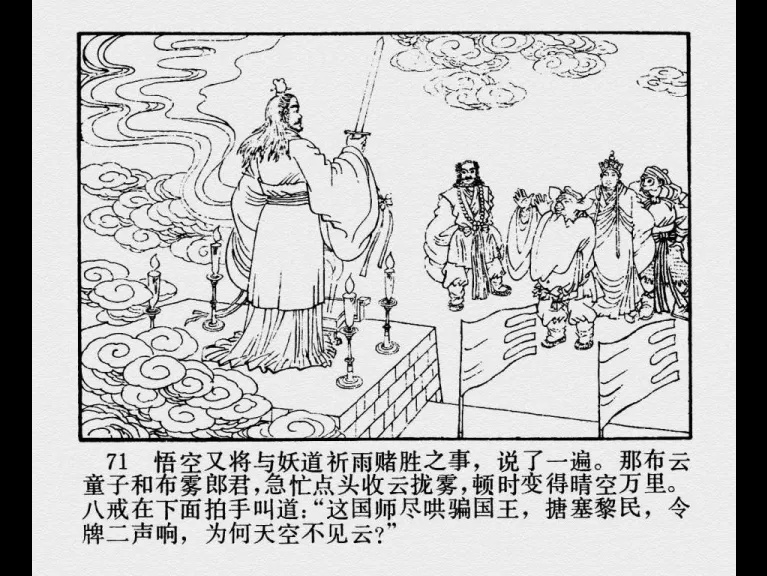 71 悟空又将与妖道祈雨赌胜之事，说了一遍。那布云
童子和布雾郎君，急忙点头收云拢雾，顿时变得晴空万里。
八戒在下面拍手叫道：“这国师尽哄骗国王，搪塞黎民，令
牌二声响，为何天空不见云？”